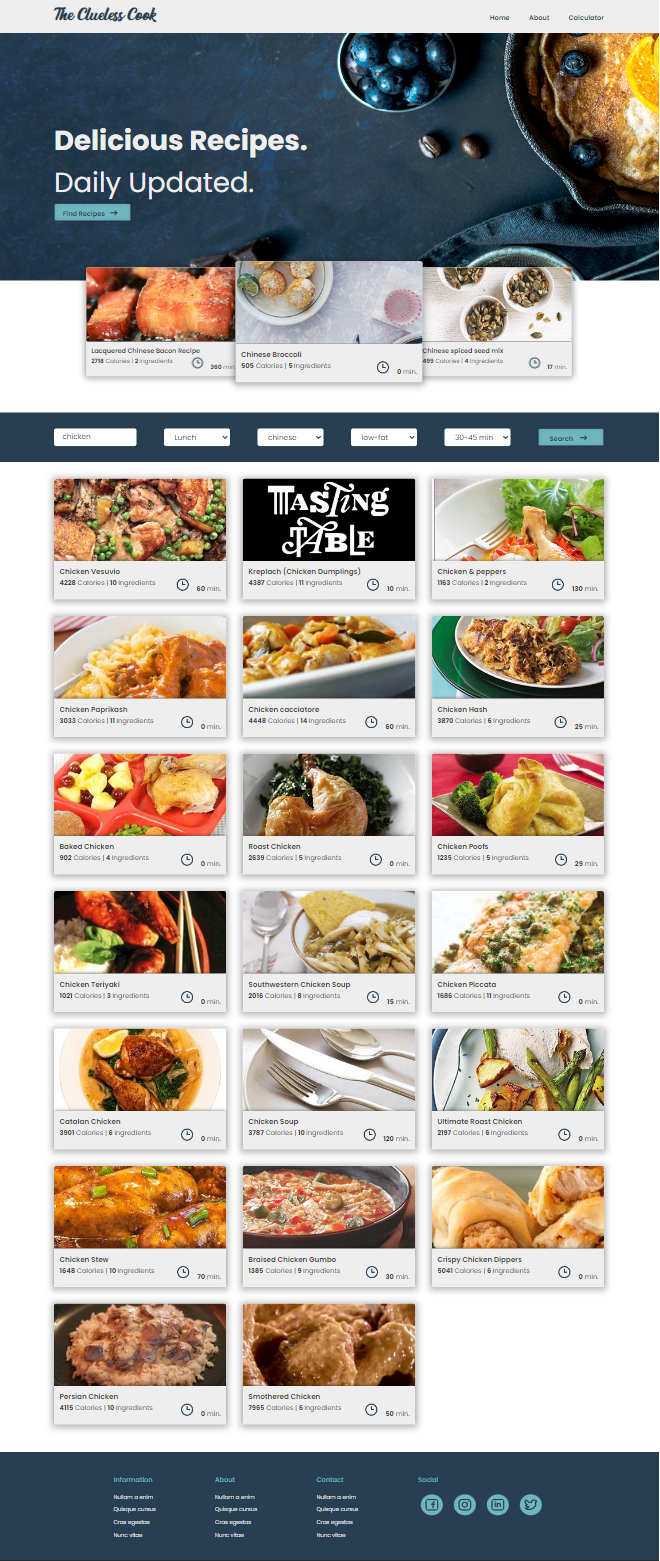 The Clueless Cook
Home About Calculator
Delicious Recipes.
Daily Updated.
Find Recipes
Lacquered Chinese Bacon Recipe
2718 Calories | 2 Ingredients
360 min
Chinese Broccoli
505 Calories | 5 Ingredients
0 min.
Chinese spiced seed mix
499 Calories | 4 Ingredients
17 min.
chicken Lunch chinese low-fat 30-45 min Search
Chicken Vesuvio
4228 Calories | 10 Ingredients
60 min.
TASTING
TABLE
Kreplach (Chicken Dumplings)
4387 Calories | 11 Ingredients
10 min.
Chicken & peppers
1163 Calories | 2 Ingredients
130 min.
Chicken Paprikash
3033 Calories | 11 Ingredients
0 min.
Chicken cacciatore
4448 Calories | 14 Ingredients
60 min.
Chicken Hash
3870 Calories | 6 Ingredients
25 min.
Baked Chicken
902 Calories | 4 Ingredients
0 min.
Roast Chicken
2639 Calories | 5 Ingredients
0 min.
Chicken Poofs
1235 Calories | 5 Ingredients
29 min.
Chicken Teriyaki
1021 Calories | 3 Ingredients
0 min.
Southwestern Chicken Soup
2016 Calories | 8 Ingredients
15 min.
Chicken Piccata
1686 Calories | 11 Ingredients
0 min.
Catalan Chicken
3901 Calories | 6 Ingredients
0 min.
Chicken Soup
3787 Calories | 10 Ingredients
120 min.
Ultimate Roast Chicken
2197 Calories | 6 Ingredients
0 min.
Chicken Stew
1648 Calories | 10 Ingredients
70 min.
Braised Chicken Gumbo
1385 Calories | 9 Ingredients
30 min.
Crispy Chicken Dippers
5041 Calories | 6 Ingredients
0 min.
Persian Chicken
4115 Calories | 10 Ingredients
0 min.
Smothered Chicken
7965 Calories | 6 Ingredients
50 min.
Information About Contact Social
Nullam a enim Nullam a enim Nullam a enim
Quisque cursus Quisque cursus Quisque cursus
Cras egestas Cras egestas Cras egestas
Nunc vitae Nunc vitae Nunc vitae